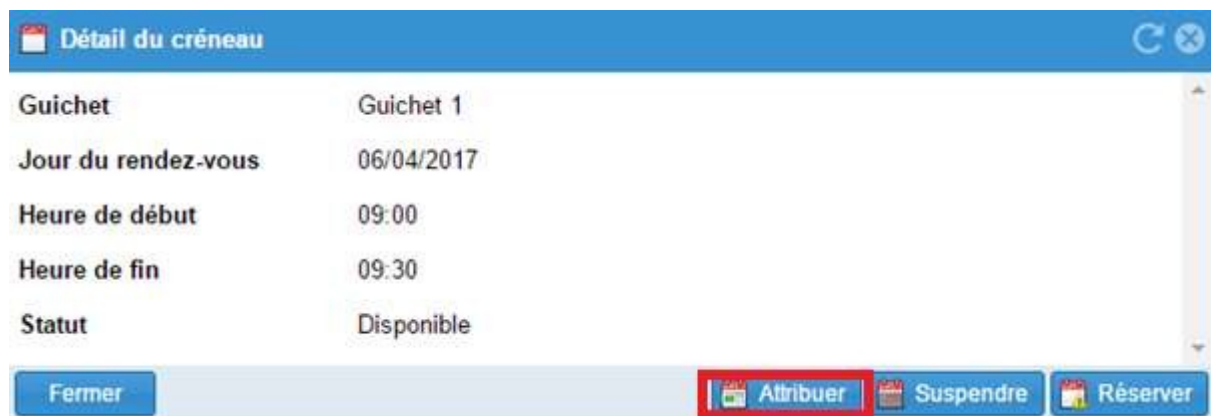 Détail du créneau
Guichet Guichet 1
Jour du rendez-vous 06/04/2017
Heure de début 09:00
Heure de fin 09:30
Statut Disponible
Fermer Attribuer Suspendre Réserver